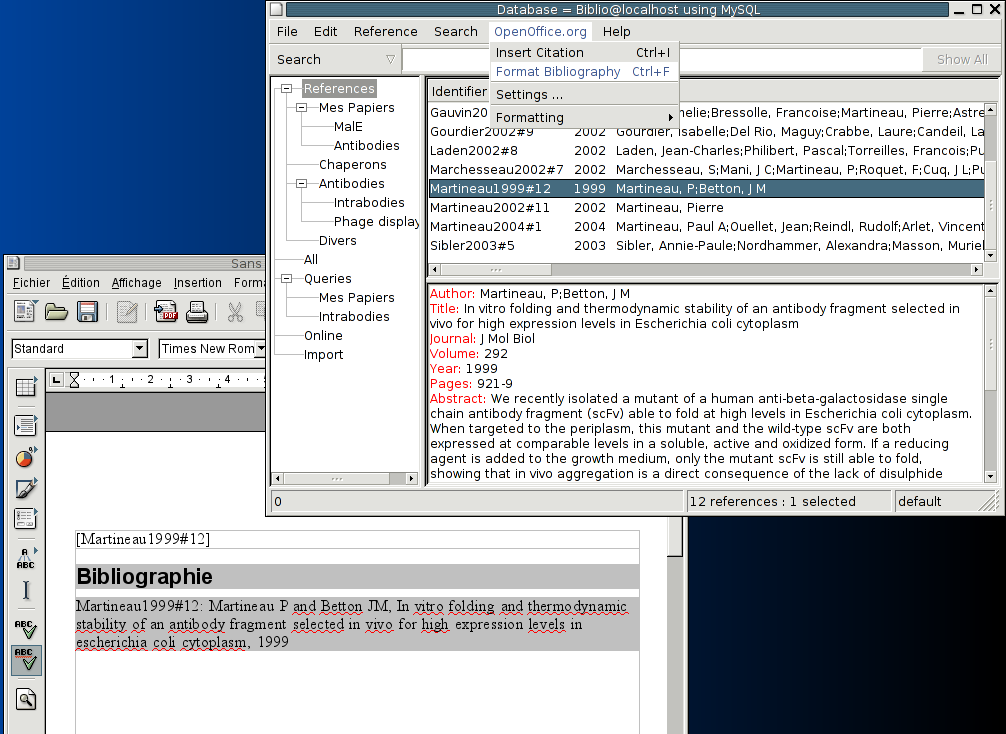 Database = Biblio@localhost using MySQL
File Edit Reference Search OpenOffice.org Help
Insert Citation Ctrl+I
Format Bibliography Ctrl+F
Settings ...
Formatting
Search Show All
References
Mes Papiers
MalE
Antibodies
Chaperons
Antibodies
Intrabodies
Phage display
Divers
All
Queries
Mes Papiers
Intrabodies
Online
Import
Identifier
Gauvin20 nelie;Bressolle, Francoise;Martineau, Pierre;Astre
Gourdier2002#9 2002 Gourdier, Isabelle;Del Rio, Maguy;Crabbe, Laure;Candeil, La
Laden2002#8 2002 Laden, Jean-Charles;Philibert, Pascal;Torreilles, Francois;Pu
Marchesseau2002#7 2002 Marchesseau, S;Mani, J C;Martineau, P;Roquet, F;Cuq, J L;Pu
Martineau1999#12 1999 Martineau, P;Betton, J M
Martineau2002#11 2002 Martineau, Pierre
Martineau2004#1 2004 Martineau, Paul A;Ouellet, Jean;Reindl, Rudolf;Arlet, Vincent
Sibler2003#5 2003 Sibler, Annie-Paule;Nordhammer, Alexandra;Masson, Muriel
Author: Martineau, P;Betton, J M
Title: In vitro folding and thermodynamic stability of an antibody fragment selected in
vivo for high expression levels in Escherichia coli cytoplasm
Journal: J Mol Biol
Volume: 292
Year: 1999
Pages: 921-9
Abstract: We recently isolated a mutant of a human anti-beta-galactosidase single
chain antibody fragment (scFv) able to fold at high levels in Escherichia coli cytoplasm.
When targeted to the periplasm, this mutant and the wild-type scFv are both
expressed at comparable levels in a soluble, active and oxidized form. If a reducing
agent is added to the growth medium, only the mutant scFv is still able to fold,
showing that in vivo aggregation is a direct consequence of the lack of disulphide
0 12 references : 1 selected default
Sans
Fichier Édition Affichage Insertion Forma
PDF
Standard Times New Rom
1 2 3 4
A
ABC
ABC
ABC
[Martineau1999#12]
Bibliographie
Martineau1999#12: Martineau P and Betton JM, In vitro folding and thermodynamic
stability of an antibody fragment selected in vivo for high expression levels in
escherichia coli cytoplasm, 1999